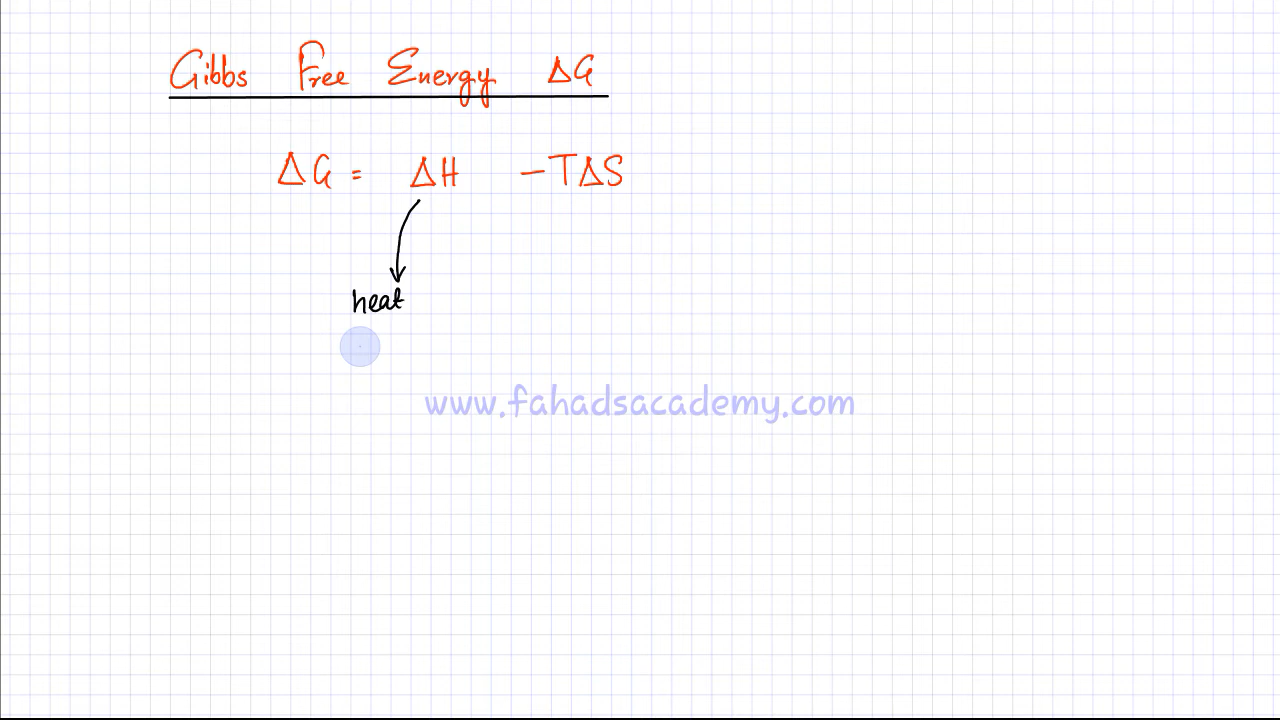 Gibbs Free Energy ΔG
ΔG = ΔH -TΔS
heat
www.fahadsacademy.com